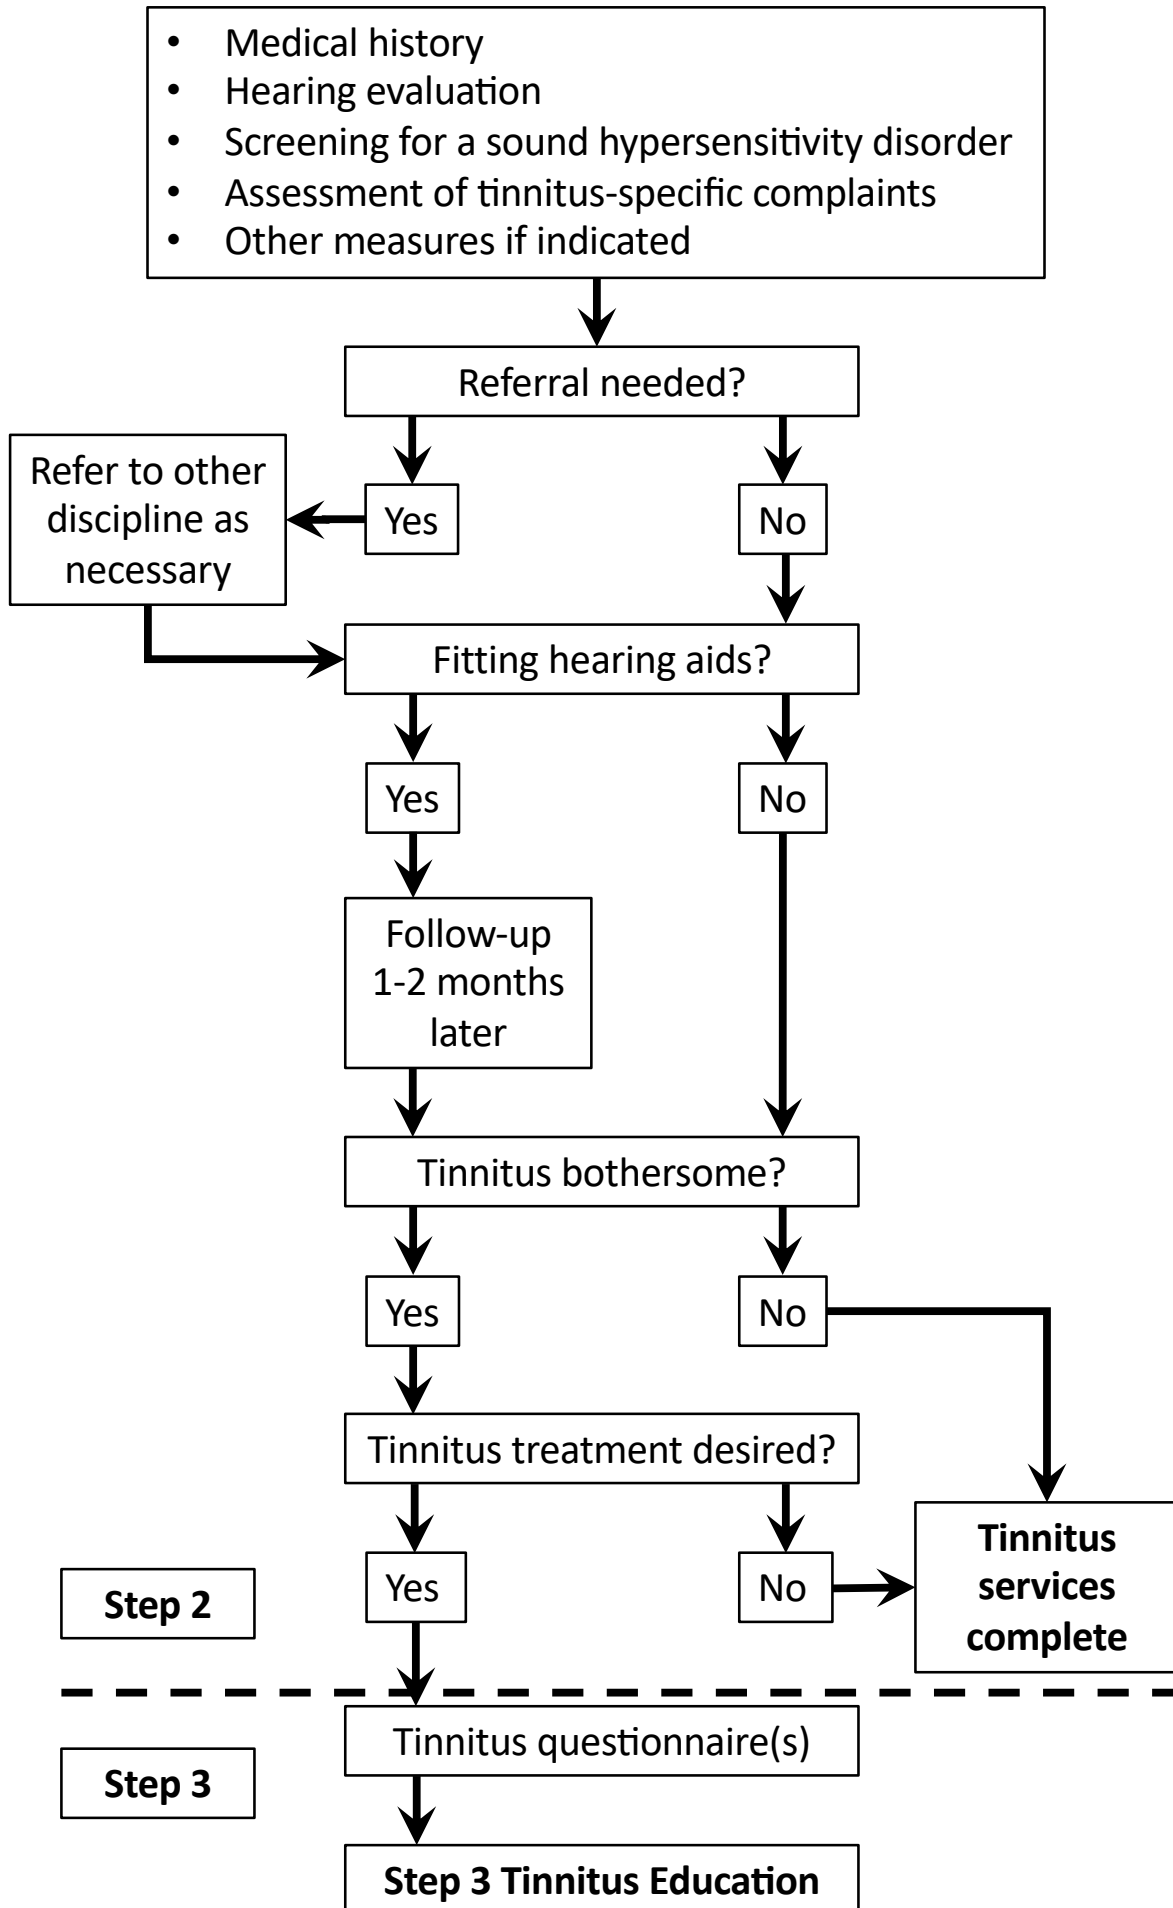 • Medical history
• Hearing evaluation
• Screening for a sound hypersensitivity disorder
• Assessment of tinnitus-specific complaints
• Other measures if indicated
Referral needed?
Refer to other
discipline as
necessary
Yes
No
Fitting hearing aids?
Yes
No
Follow-up
1-2 months
later
Tinnitus bothersome?
Yes
No
Tinnitus treatment desired?
Yes
No
Tinnitus
services
complete
Step 2
Step 3
Tinnitus questionnaire(s)
Step 3 Tinnitus Education